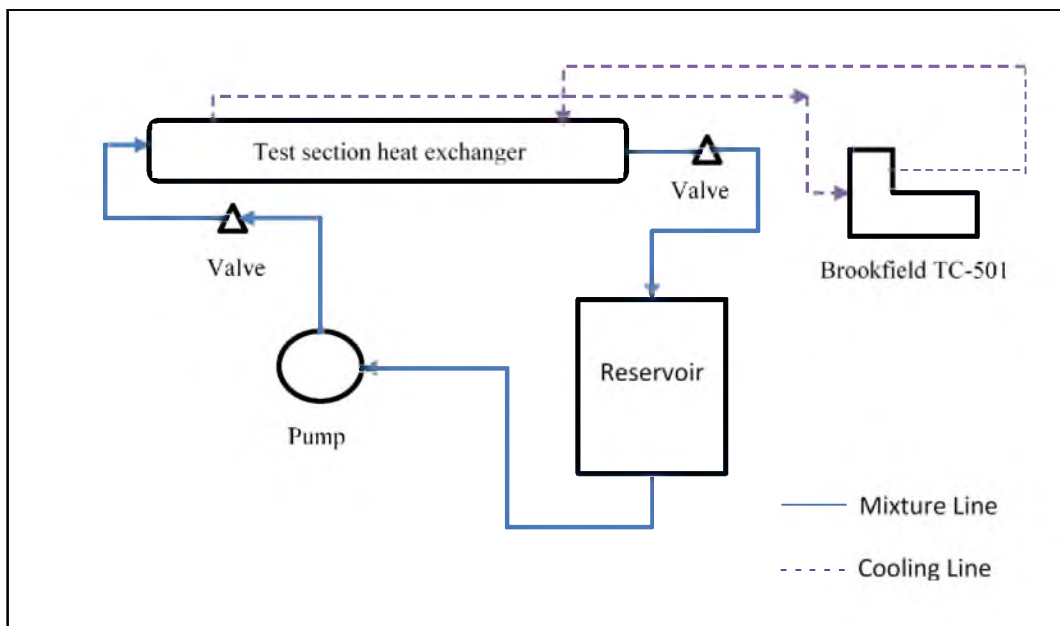 Test section heat exchanger
Valve
Valve
Brookfield TC-501
Reservoir
Pump
Mixture Line
Cooling Line